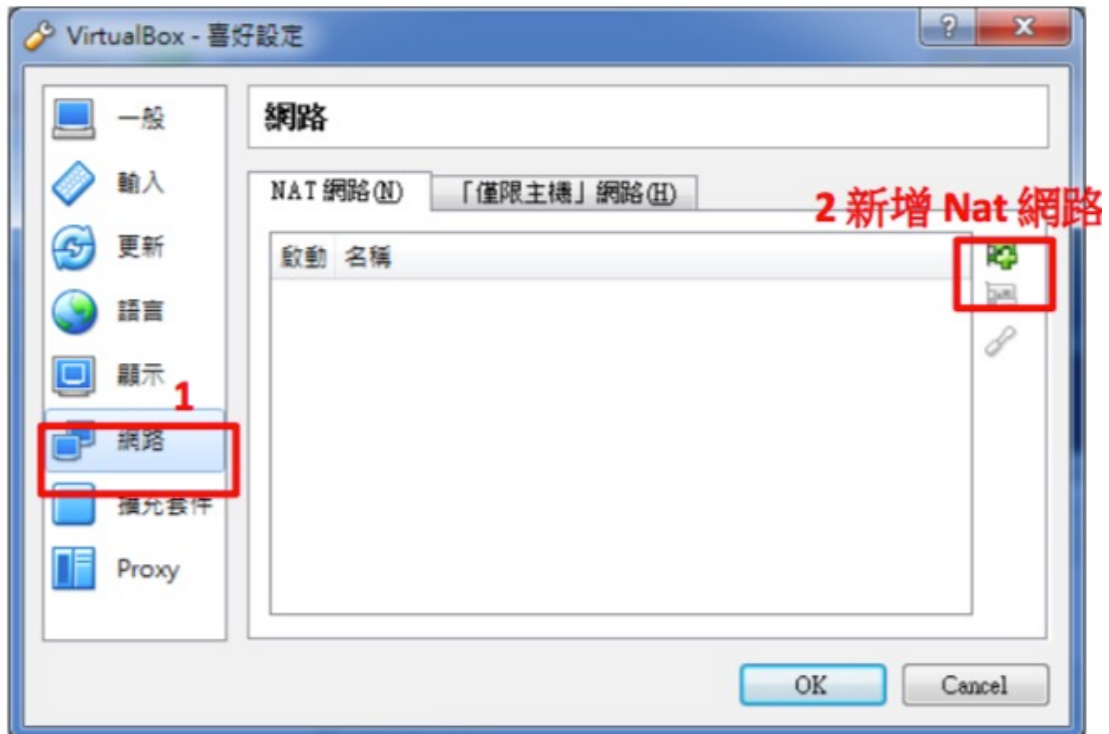 VirtualBox - 喜好設定
一般
輸入
更新
語言
顯示
1
網路
擴充套件
Proxy
網路
NAT 網路(N)
「僅限主機」網路(H)
2 新增 Nat 網路
啟動 名稱
OK
Cancel